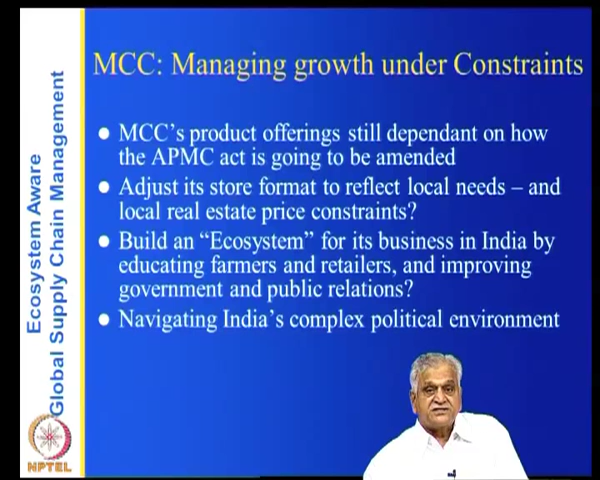 MCC: Managing growth under Constraints
MCC's product offerings still dependant on how
the APMC act is going to be amended
Adjust its store format to reflect local needs – and
local real estate price constraints?
Build an “Ecosystem” for its business in India by
educating farmers and retailers, and improving
government and public relations?
Navigating India's complex political environment
Ecosystem Aware
Global Supply Chain Management
NPTEL